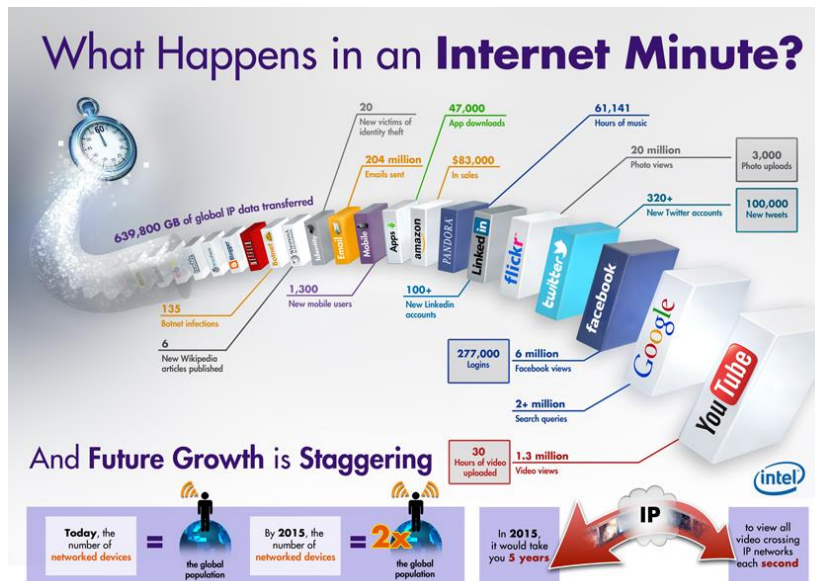 What Happens in an Internet Minute?
20
New victims of
identity theft
47,000
App downloads
61,141
Hours of music
204 million
Emails sent
$83,000
In sales
20 million
Photo views
3,000
Photo uploads
320+
New Twitter accounts
100,000
New tweets
639,800 GB of global IP data transferred
Blogger
NETFLIX
Botnet
Identity
Email
Mobile
Apps
amazon
PANDORA
Linked in
flickr
twitter
facebook
Google
YouTube
135
Botnet infections
6
New Wikipedia
articles published
1,300
New mobile users
100+
New Linkedin
accounts
277,000
Logins
6 million
Facebook views
2+ million
Search queries
30
Hours of video
uploaded
1.3 million
Video views
And Future Growth is Staggering
intel
Today, the
number of
networked devices
=
the global
population
By 2015, the
number of
networked devices
=
2x
the global
population
In 2015,
it would take
you 5 years
IP
to view all
video crossing
IP networks
each second